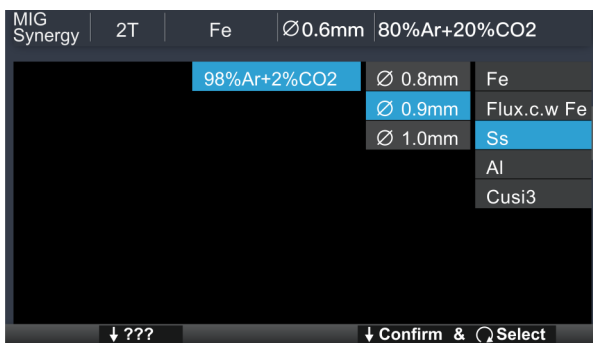 MIG
Synergy
2T
Fe
Ø0.6mm
80%Ar+20%CO2
98%Ar+2%CO2
Ø 0.8mm
Fe
Ø 0.9mm
Flux.c.w Fe
Ø 1.0mm
Ss
Al
Cusi3
↓ ???
↓ Confirm & Select